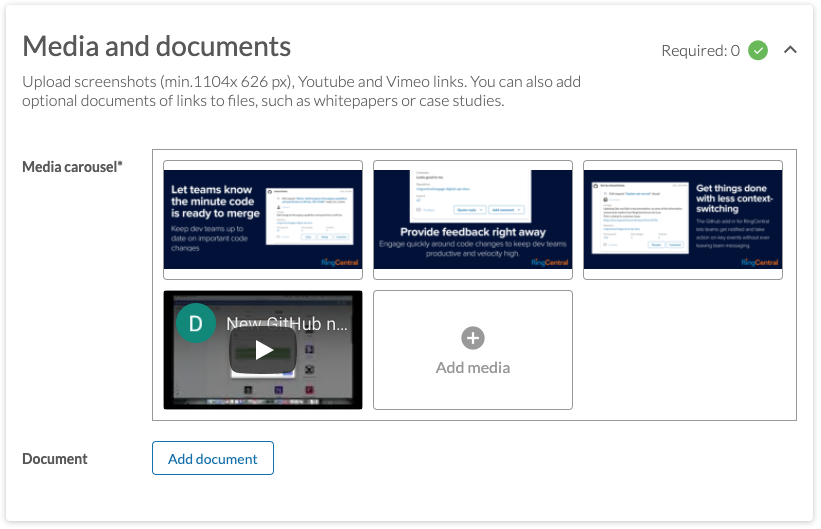 Media and documents
Required: 0
Upload screenshots (min.1104x 626 px), Youtube and Vimeo links. You can also add
optional documents of links to files, such as whitepapers or case studies.
Media carousel*
Let teams know
the minute code
is ready to merge
Keep dev teams up to
date on important code
changes
RingCentral
Provide feedback right away
Engage quickly around code changes to keep dev teams
productive and velocity high.
RingCentral
Get things done
with less context-
switching
The Github add-in for RingCentral
lets teams get notified and take
action on key events without ever
leaving team messaging.
RingCentral
D
New GitHub n...
Add media
Document
Add document